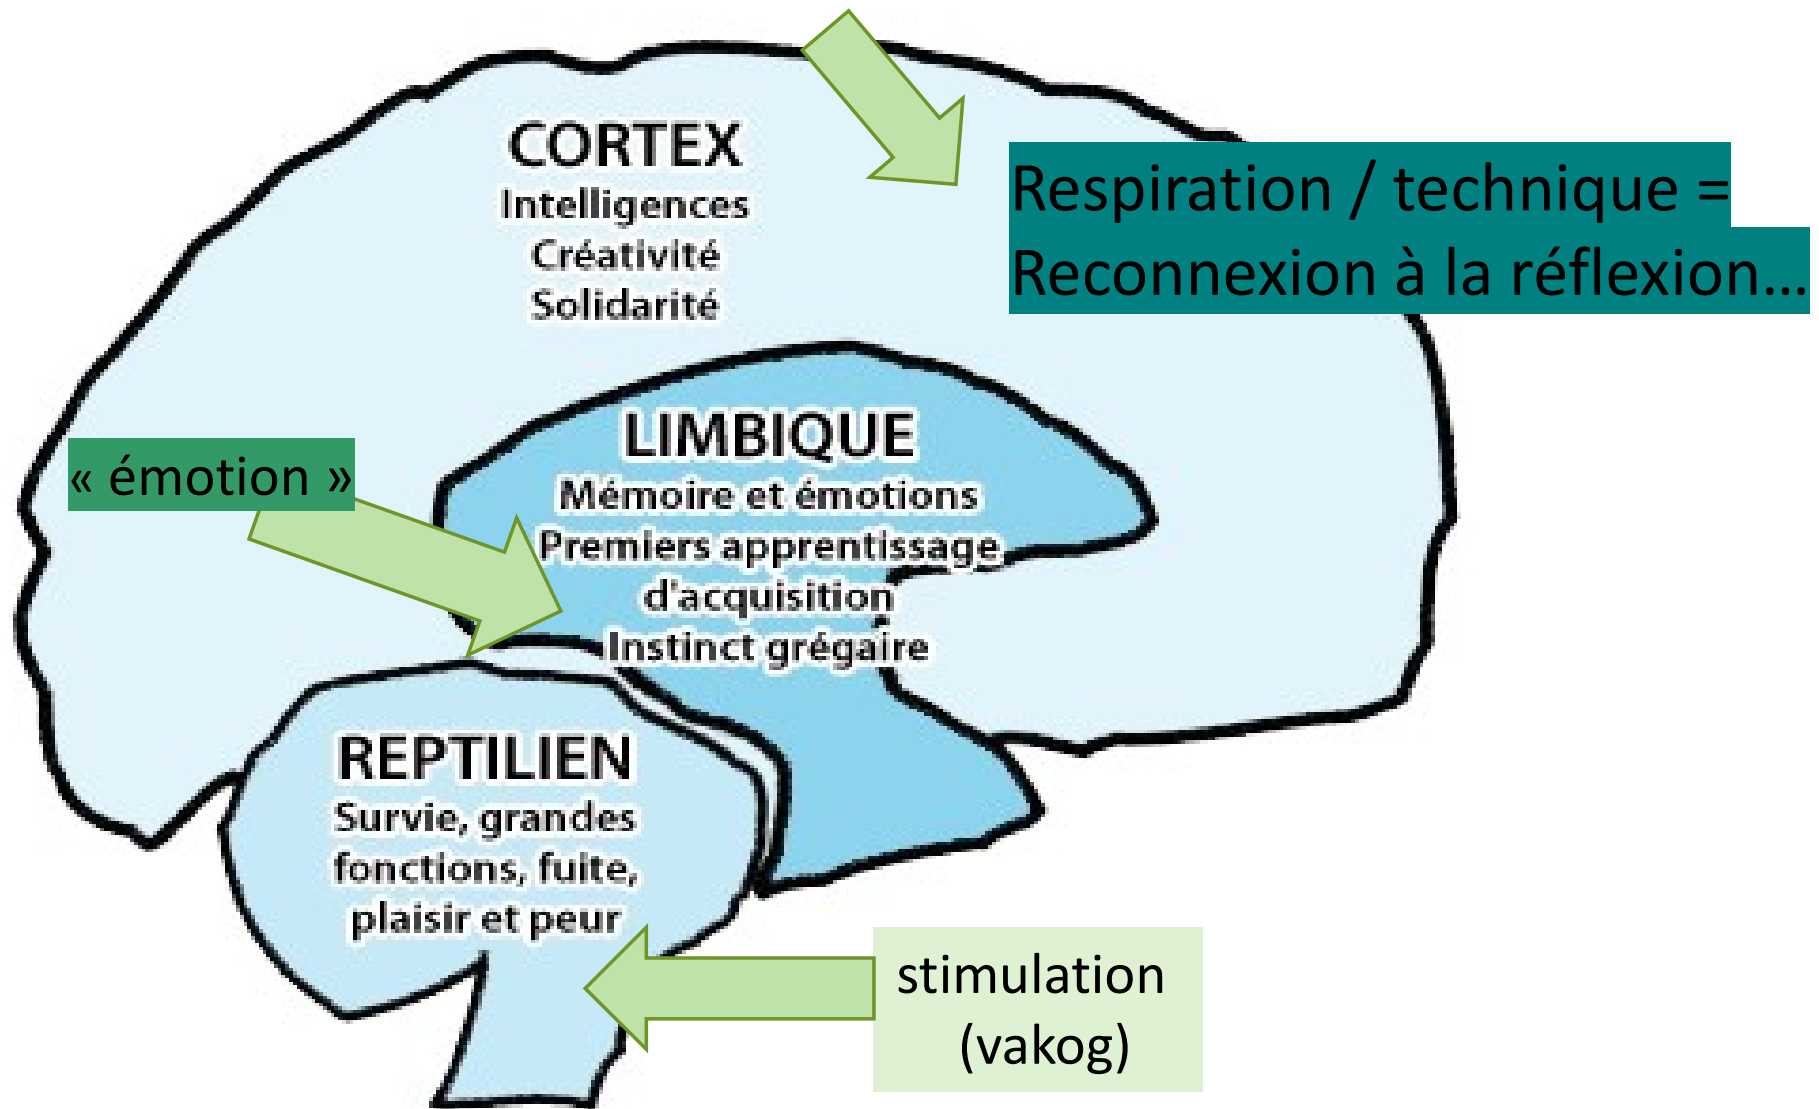 CORTEX
Intelligences
Créativité
Solidarité
Respiration / technique =
Reconnexion à la réflexion…
LIMBIQUE
Mémoire et émotions
Premiers apprentissage
d'acquisition
Instinct grégaire
« émotion »
REPTILIEN
Survie, grandes
fonctions, fuite,
plaisir et peur
stimulation
(vakog)